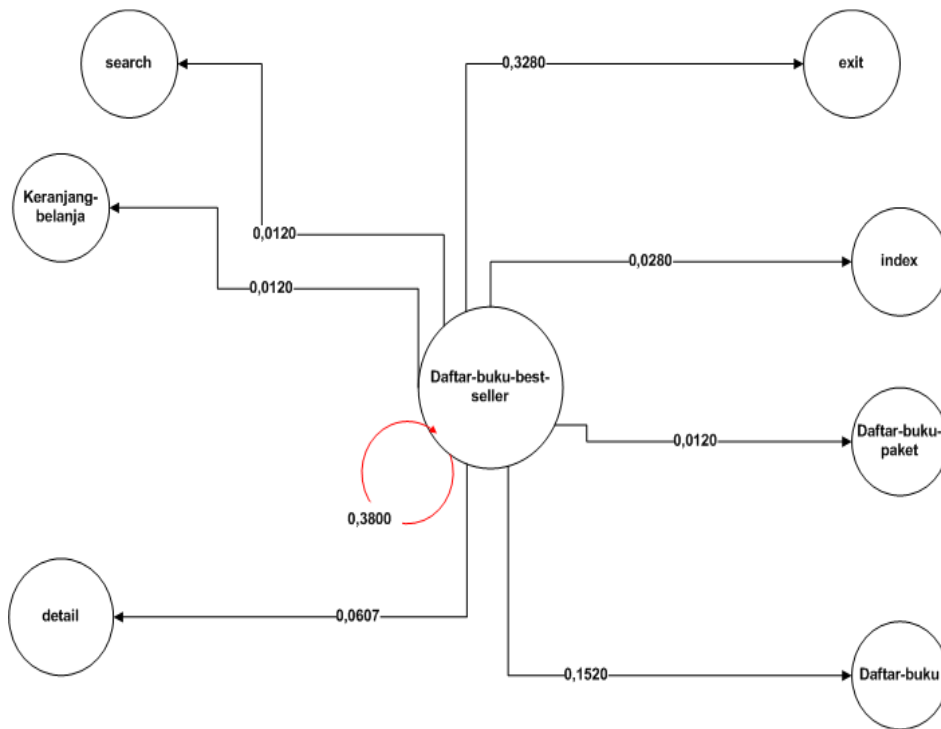 search
0,3280
exit
Keranjang-
belanja
0,0120
0,0280
index
0,0120
Daftar-buku-best-
seller
Daftar-buku-
paket
0,0120
0,3800
detail
0,0607
0,1520
Daftar-buku